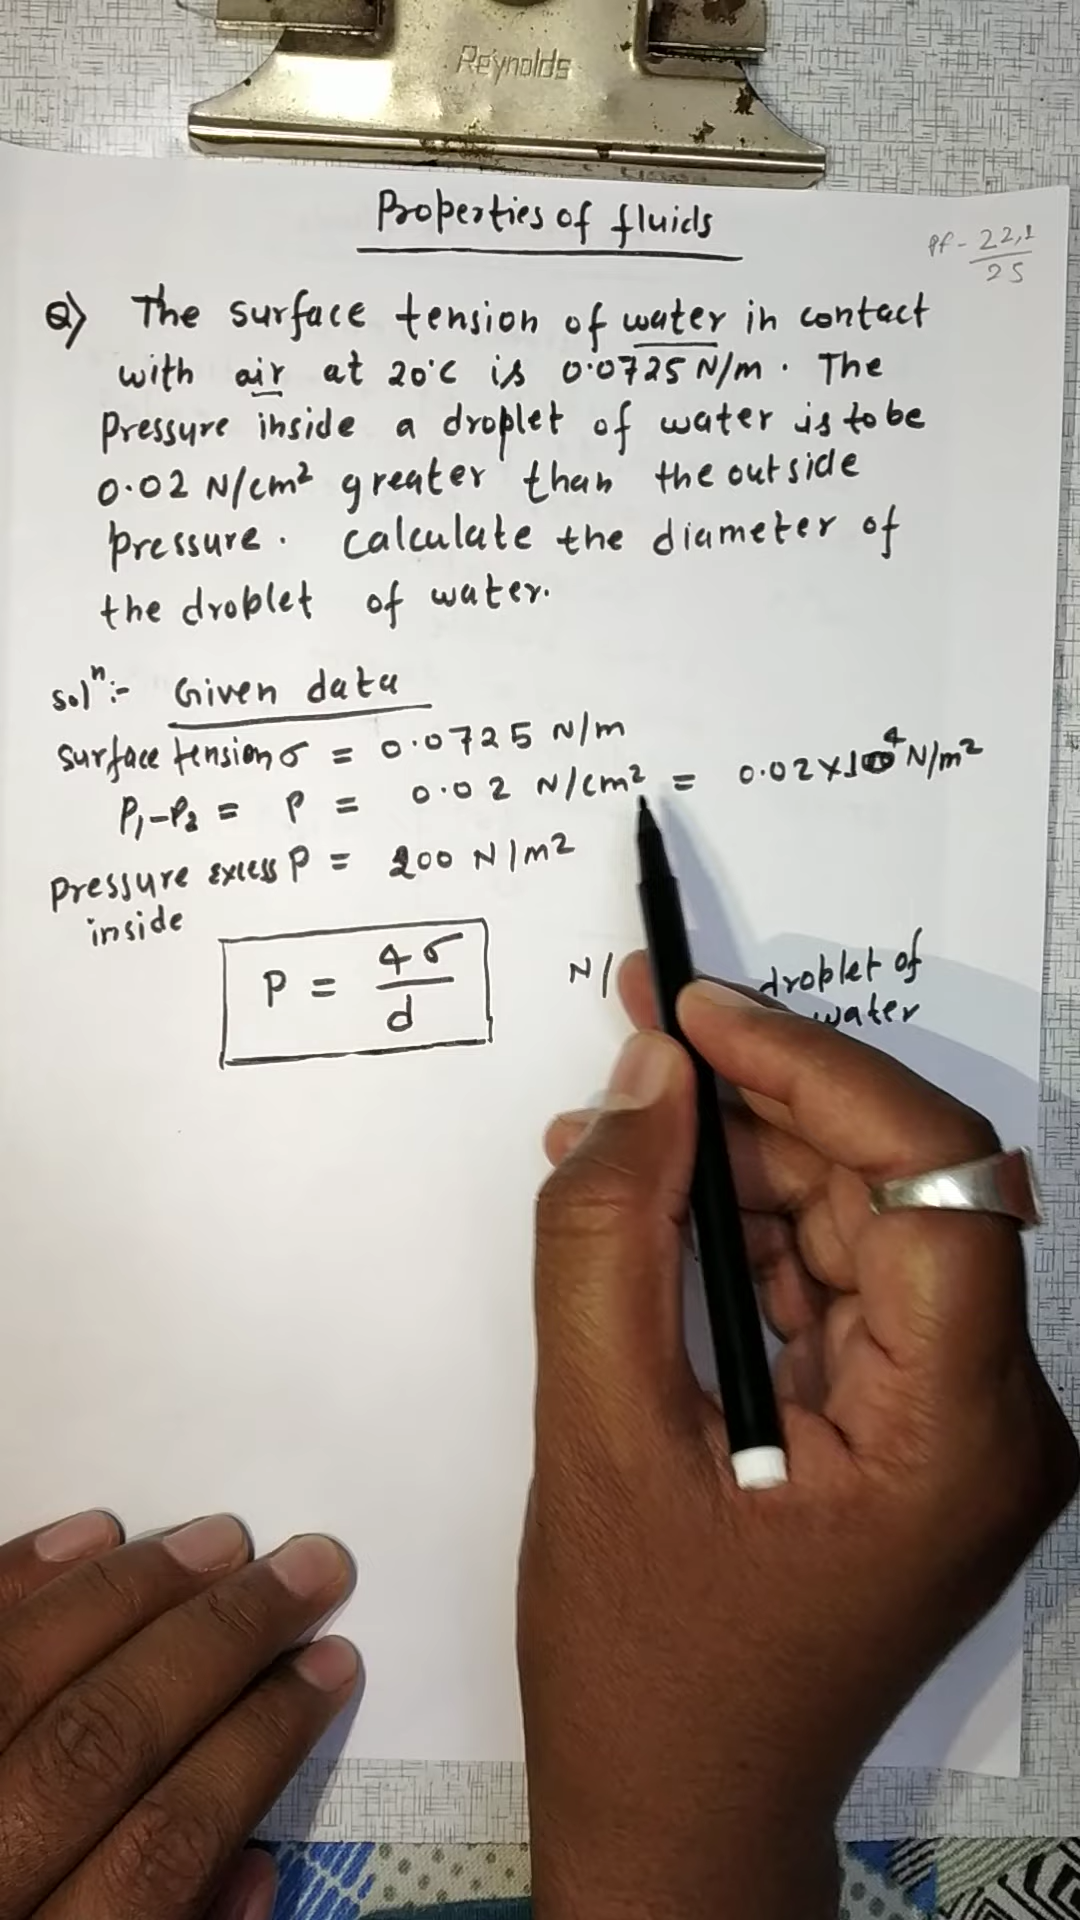 Reynolds
Properties of fluids
Pf - 22,1
25
Q) The surface tension of water in contact
with air at 20°C is 0.0725 N/m. The
pressure inside a droplet of water is to be
0.02 N/cm² greater than the outside
pressure. Calculate the diameter of
the droplet of water.
Solⁿ:- Given data
Surface tension σ = 0.0725 N/m
P₁-P₂ = P = 0.02 N/cm² = 0.02×10⁴ N/m²
Pressure excess P = 200 N/m²
inside
P = 4σ/d N/ droplet of
water